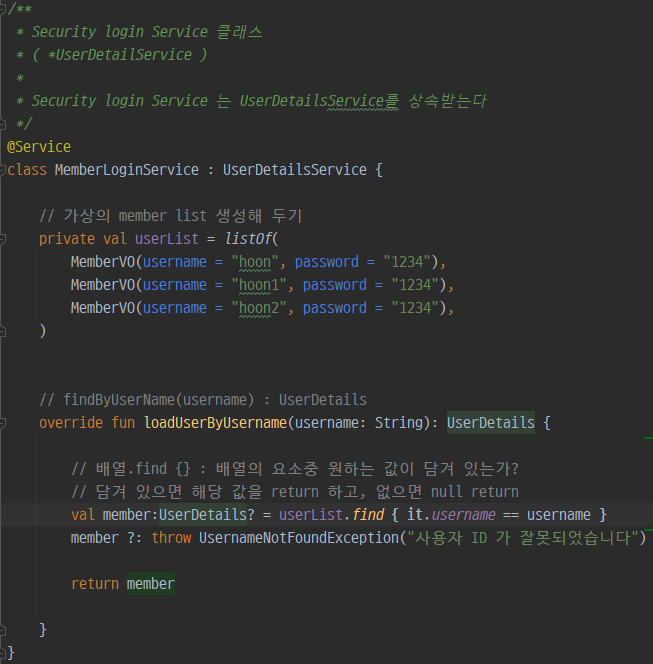 /**
 * Security login Service 클래스
 * ( *UserDetailService )
 *
 * Security login Service 는 UserDetailsService를 상속받는다
 */
@Service
class MemberLoginService : UserDetailsService {
// 가상의 member list 생성해 두기
private val userList = listOf(
MemberVO(username = "hoon", password = "1234"),
MemberVO(username = "hoon1", password = "1234"),
MemberVO(username = "hoon2", password = "1234"),
)
// findByUserName(username) : UserDetails
override fun loadUserByUsername(username: String): UserDetails {
// 배열.find {} : 배열의 요소중 원하는 값이 담겨 있는가?
// 담겨 있으면 해당 값을 return 하고, 없으면 null return
val member:UserDetails? = userList.find { it.username == username }
member ?: throw UsernameNotFoundException("사용자 ID 가 잘못되었습니다")
return member
}
}